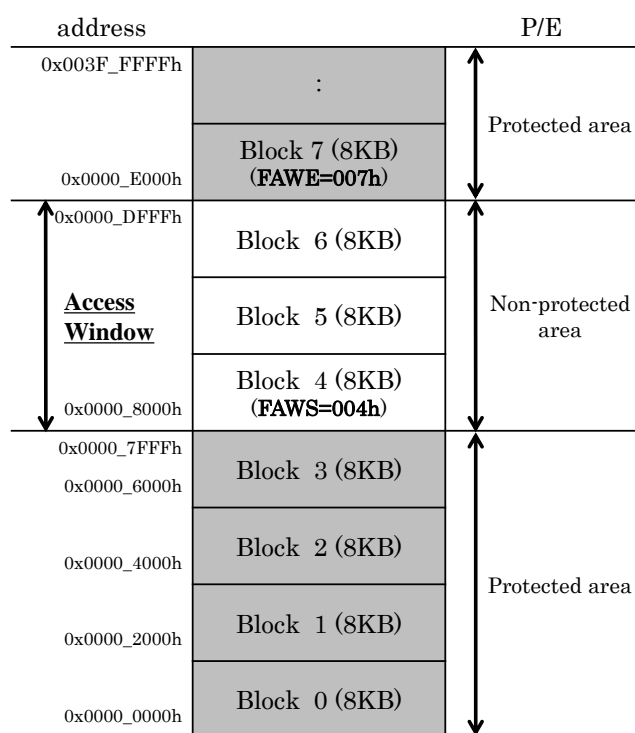 address P/E
0x003F_FFFFh
:
Protected area
Block 7 (8KB)
(FAWE=007h)
0x0000_E000h
0x0000_DFFFh
Block 6 (8KB)
Access
Window
Block 5 (8KB)
Non-protected
area
Block 4 (8KB)
(FAWS=004h)
0x0000_8000h
0x0000_7FFFh
Block 3 (8KB)
0x0000_6000h
Block 2 (8KB)
0x0000_4000h
Protected area
Block 1 (8KB)
0x0000_2000h
Block 0 (8KB)
0x0000_0000h